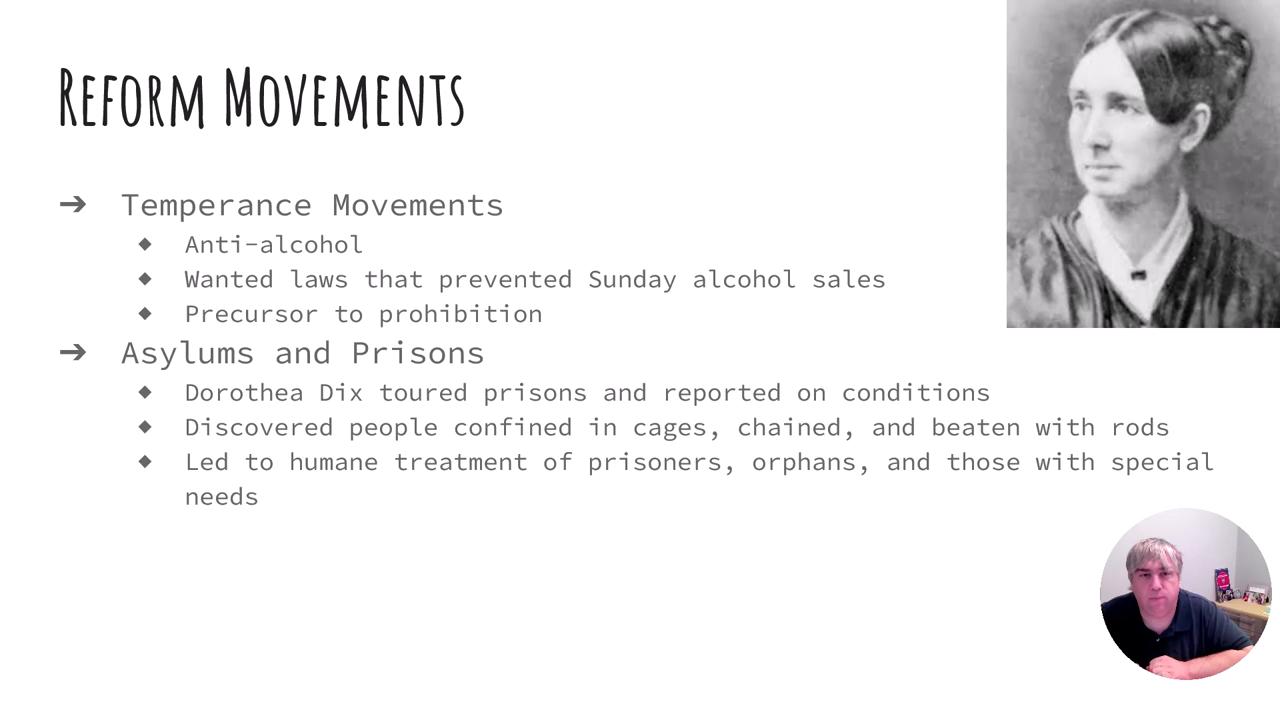 Reform Movements
➔ Temperance Movements
◆ Anti-alcohol
◆ Wanted laws that prevented Sunday alcohol sales
◆ Precursor to prohibition
➔ Asylums and Prisons
◆ Dorothea Dix toured prisons and reported on conditions
◆ Discovered people confined in cages, chained, and beaten with rods
◆ Led to humane treatment of prisoners, orphans, and those with special
needs